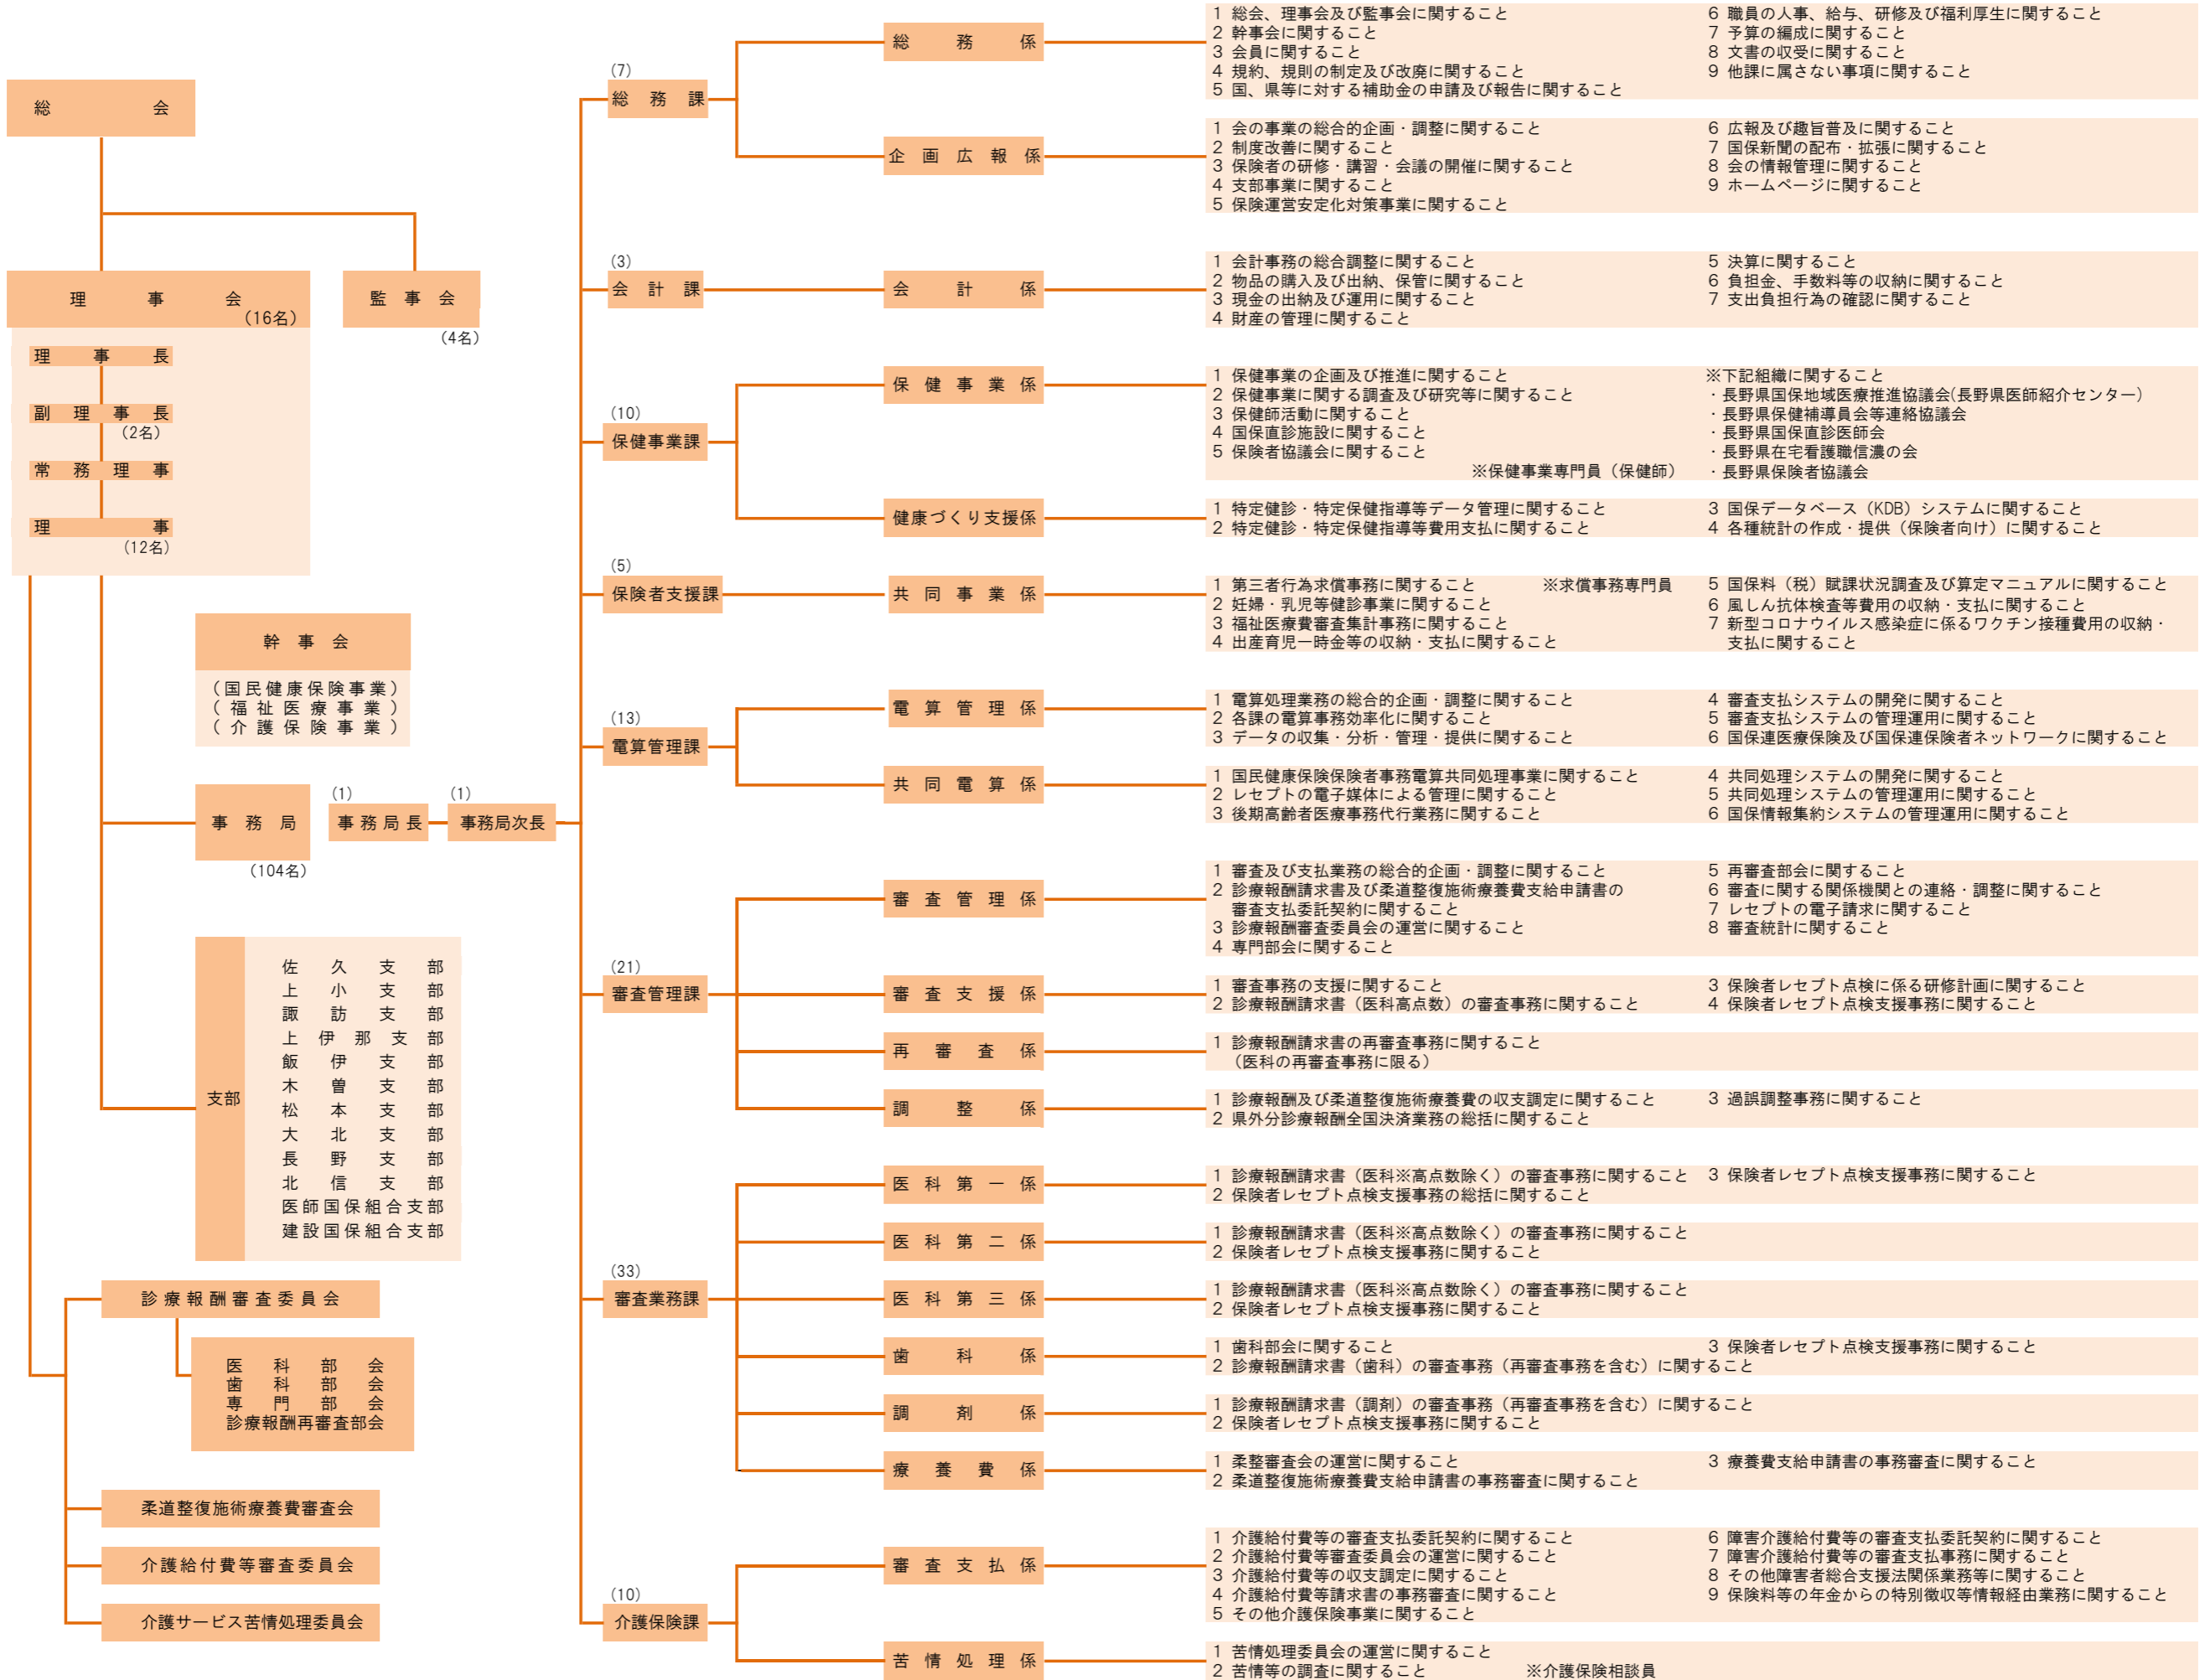 総会
理事会
（16名）
監事会
（4名）
理事長
副理事長
（2名）
常務理事
理事
（12名）
幹事会
（国民健康保険事業）
（福祉医療事業）
（介護保険事業）
事務局
（104名）
(1)
事務局長
(1)
事務局次長
支部
佐久支部
上小支部
諏訪支部
上伊那支部
飯伊支部
木曽支部
松本支部
大北支部
長野支部
北信支部
医師国保組合支部
建設国保組合支部
診療報酬審査委員会
医科部会
歯科部会
専門部会
診療報酬再審査部会
柔道整復施術療養費審査会
介護給付費等審査委員会
介護サービス苦情処理委員会
(7)
総務課
総務係
1 総会、理事会及び監事会に関すること
2 幹事会に関すること
3 会員に関すること
4 規約、規則の制定及び改廃に関すること
5 国、県等に対する補助金の申請及び報告に関すること
6 職員の人事、給与、研修及び福利厚生に関すること
7 予算の編成に関すること
8 文書の収受に関すること
9 他課に属さない事項に関すること
企画広報係
1 会の事業の総合的企画・調整に関すること
2 制度改善に関すること
3 保険者の研修・講習・会議の開催に関すること
4 支部事業に関すること
5 保険運営安定化対策事業に関すること
6 広報及び趣旨普及に関すること
7 国保新聞の配布・拡張に関すること
8 会の情報管理に関すること
9 ホームページに関すること
(3)
会計課
会計係
1 会計事務の総合調整に関すること
2 物品の購入及び出納、保管に関すること
3 現金の出納及び運用に関すること
4 財産の管理に関すること
5 決算に関すること
6 負担金、手数料等の収納に関すること
7 支出負担行為の確認に関すること
(10)
保健事業課
保健事業係
1 保健事業の企画及び推進に関すること
2 保健事業に関する調査及び研究等に関すること
3 保健師活動に関すること
4 国保直診施設に関すること
5 保険者協議会に関すること
※保健事業専門員（保健師）
※下記組織に関すること
・長野県国保地域医療推進協議会(長野県医師紹介センター)
・長野県保健補導員会等連絡協議会
・長野県国保直診医師会
・長野県在宅看護職信濃の会
・長野県保険者協議会
健康づくり支援係
1 特定健診・特定保健指導等データ管理に関すること
2 特定健診・特定保健指導等費用支払に関すること
3 国保データベース（KDB）システムに関すること
4 各種統計の作成・提供（保険者向け）に関すること
(5)
保険者支援課
共同事業係
1 第三者行為求償事務に関すること ※求償事務専門員
2 妊婦・乳児等健診事業に関すること
3 福祉医療費審査集計事務に関すること
4 出産育児一時金等の収納・支払に関すること
5 国保料（税）賦課状況調査及び算定マニュアルに関すること
6 風しん抗体検査等費用の収納・支払に関すること
7 新型コロナウイルス感染症に係るワクチン接種費用の収納・
支払に関すること
(13)
電算管理課
電算管理係
1 電算処理業務の総合的企画・調整に関すること
2 各課の電算事務効率化に関すること
3 データの収集・分析・管理・提供に関すること
4 審査支払システムの開発に関すること
5 審査支払システムの管理運用に関すること
6 国保連医療保険及び国保連保険者ネットワークに関すること
共同電算係
1 国民健康保険保険者事務電算共同処理事業に関すること
2 レセプトの電子媒体による管理に関すること
3 後期高齢者医療事務代行業務に関すること
4 共同処理システムの開発に関すること
5 共同処理システムの管理運用に関すること
6 国保情報集約システムの管理運用に関すること
(21)
審査管理課
審査管理係
1 審査及び支払業務の総合的企画・調整に関すること
2 診療報酬請求書及び柔道整復施術療養費支給申請書の
審査支払委託契約に関すること
3 診療報酬審査委員会の運営に関すること
4 専門部会に関すること
5 再審査部会に関すること
6 審査に関する関係機関との連絡・調整に関すること
7 レセプトの電子請求に関すること
8 審査統計に関すること
審査支援係
1 審査事務の支援に関すること
2 診療報酬請求書（医科高点数）の審査事務に関すること
3 保険者レセプト点検に係る研修計画に関すること
4 保険者レセプト点検支援事務に関すること
再審査係
1 診療報酬請求書の再審査事務に関すること
（医科の再審査事務に限る）
調整係
1 診療報酬及び柔道整復施術療養費の収支調定に関すること
2 県外分診療報酬全国決済業務の総括に関すること
3 過誤調整事務に関すること
(33)
審査業務課
医科第一係
1 診療報酬請求書（医科※高点数除く）の審査事務に関すること
2 保険者レセプト点検支援事務の総括に関すること
3 保険者レセプト点検支援事務に関すること
医科第二係
1 診療報酬請求書（医科※高点数除く）の審査事務に関すること
2 保険者レセプト点検支援事務に関すること
医科第三係
1 診療報酬請求書（医科※高点数除く）の審査事務に関すること
2 保険者レセプト点検支援事務に関すること
歯科係
1 歯科部会に関すること
2 診療報酬請求書（歯科）の審査事務（再審査事務を含む）に関すること
3 保険者レセプト点検支援事務に関すること
調剤係
1 診療報酬請求書（調剤）の審査事務（再審査事務を含む）に関すること
2 保険者レセプト点検支援事務に関すること
療養費係
1 柔整審査会の運営に関すること
2 柔道整復施術療養費支給申請書の事務審査に関すること
3 療養費支給申請書の事務審査に関すること
(10)
介護保険課
審査支払係
1 介護給付費等の審査支払委託契約に関すること
2 介護給付費等審査委員会の運営に関すること
3 介護給付費等の収支調定に関すること
4 介護給付費等請求書の事務審査に関すること
5 その他介護保険事業に関すること
6 障害介護給付費等の審査支払委託契約に関すること
7 障害介護給付費等の審査支払事務に関すること
8 その他障害者総合支援法関係業務等に関すること
9 保険料等の年金からの特別徴収等情報経由業務に関すること
苦情処理係
1 苦情処理委員会の運営に関すること
2 苦情等の調査に関すること ※介護保険相談員